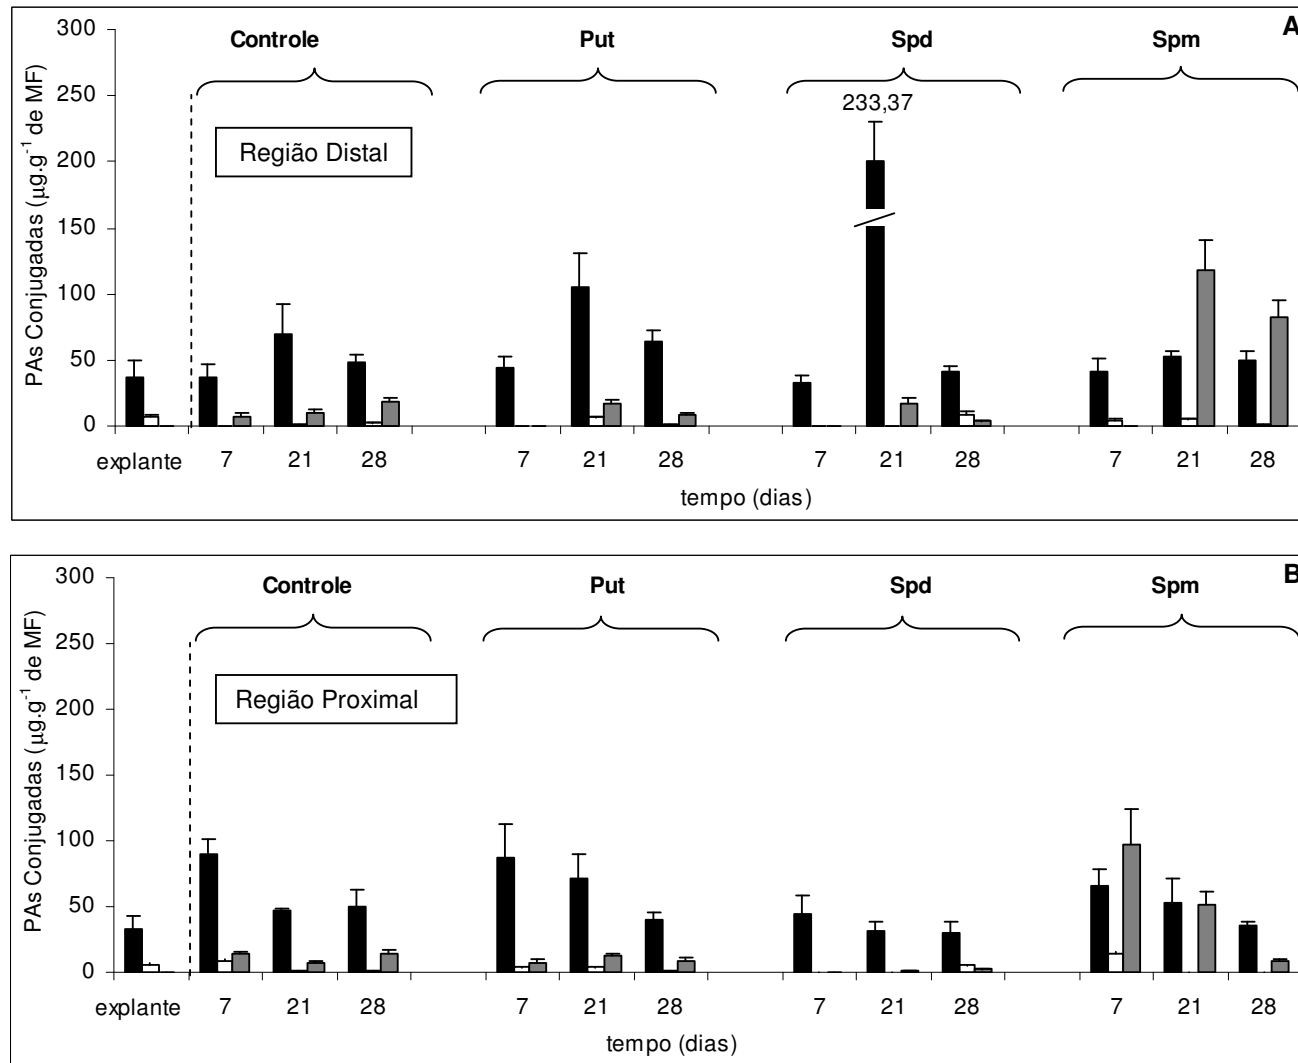 A
300
Controle Put Spd Spm
250
233,37
Região Distal
200
150
100
50
0
PAs Conjugadas (µg.g⁻¹ de MF)
explante 7 21 28 7 21 28 7 21 28 7 21 28
tempo (dias)
B
300
Controle Put Spd Spm
250
Região Proximal
200
150
100
50
0
PAs Conjugadas (µg.g⁻¹ de MF)
explante 7 21 28 7 21 28 7 21 28 7 21 28
tempo (dias)